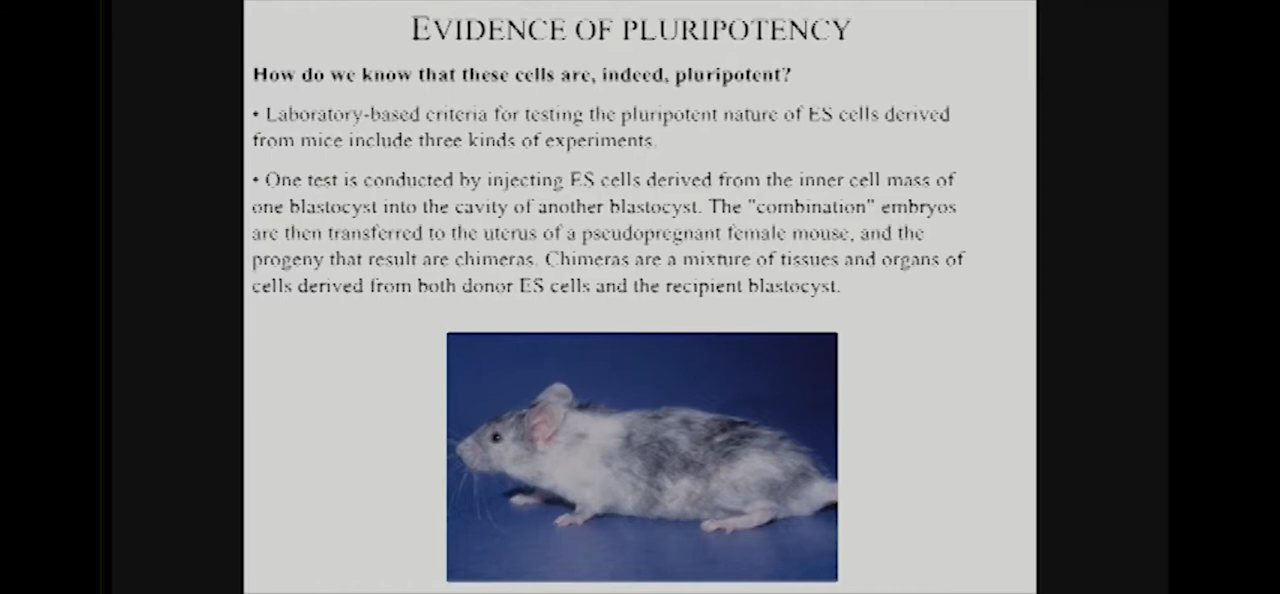 EVIDENCE OF PLURIPOTENCY
How do we know that these cells are, indeed, pluripotent?
• Laboratory-based criteria for testing the pluripotent nature of ES cells derived
from mice include three kinds of experiments.
• One test is conducted by injecting ES cells derived from the inner cell mass of
one blastocyst into the cavity of another blastocyst. The "combination" embryos
are then transferred to the uterus of a pseudopregnant female mouse, and the
progeny that result are chimeras. Chimeras are a mixture of tissues and organs of
cells derived from both donor ES cells and the recipient blastocyst.